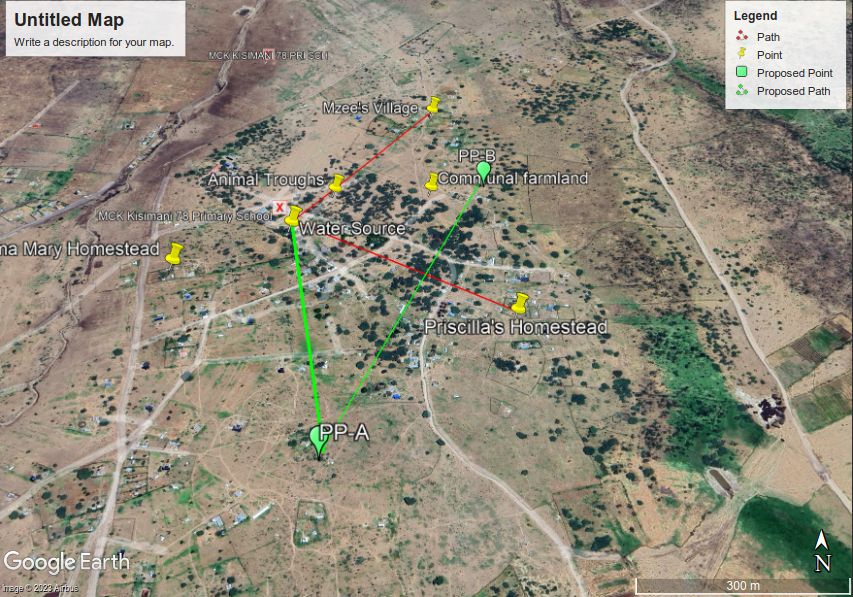 Untitled Map
Write a description for your map.
Legend
Path
Point
Proposed Point
Proposed Path
MCK KISIMANI 78 PRI SCLI
Mzee's Village
PP-B
Animal Troughs
Communal farmland
X
MCK Kisimani 78 Primary School
Water Source
ma Mary Homestead
Priscilla's Homestead
PP-A
N
Google Earth
Image © 2023 Airbus
300 m